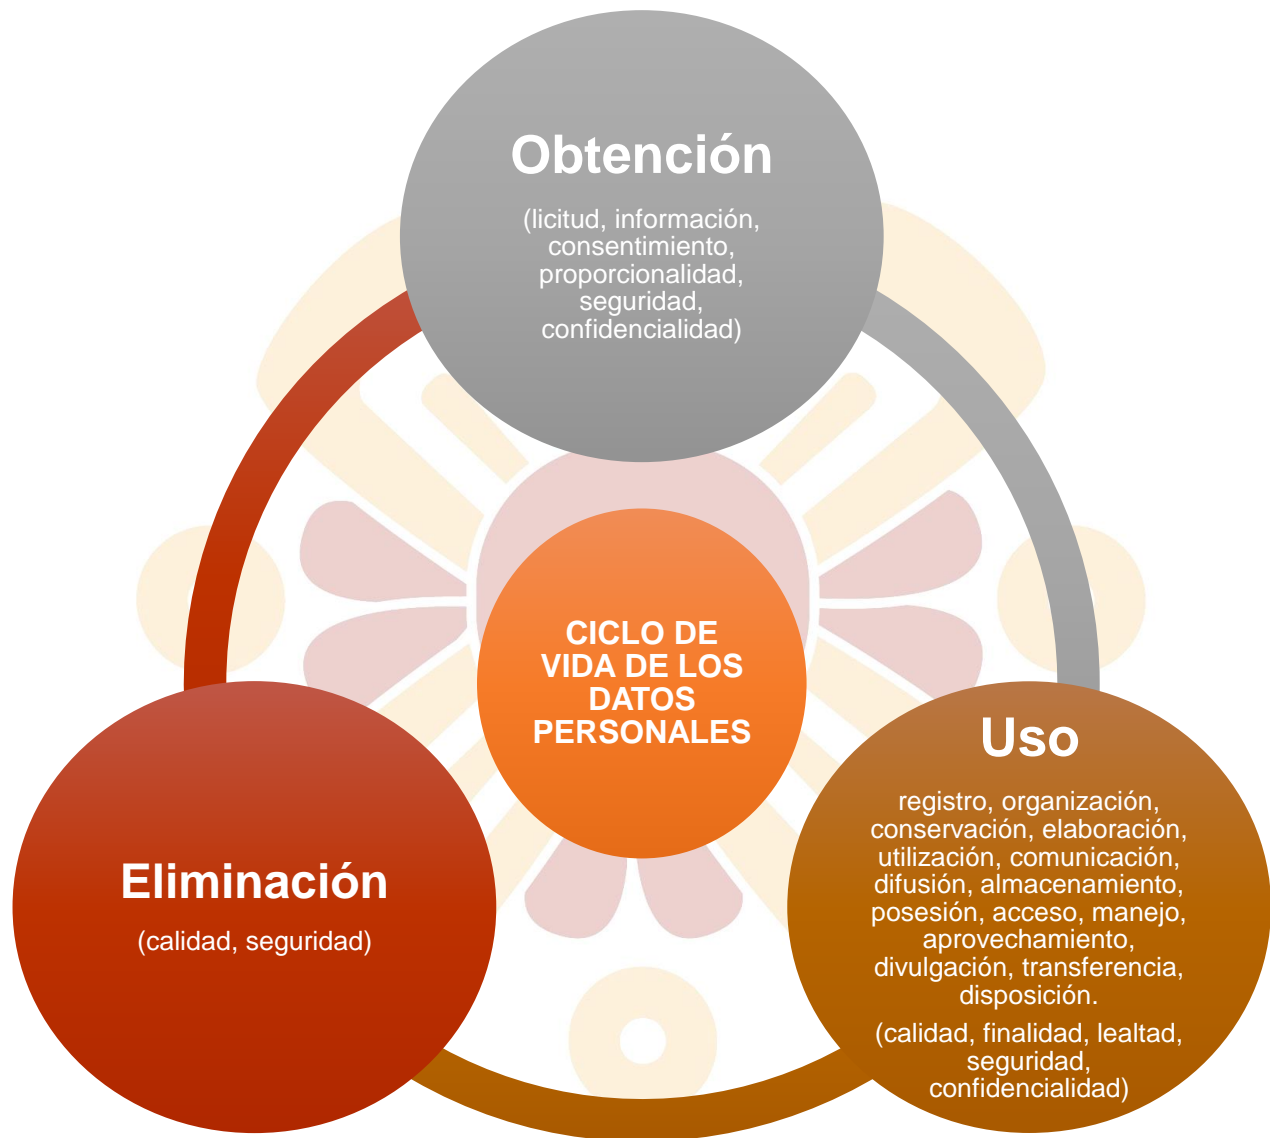 Obtención
(licitud, información,
consentimiento,
proporcionalidad,
seguridad,
confidencialidad)
CICLO DE
VIDA DE LOS
DATOS
PERSONALES
Uso
registro, organización,
conservación, elaboración,
utilización, comunicación,
difusión, almacenamiento,
posesión, acceso, manejo,
aprovechamiento,
divulgación, transferencia,
disposición.
(calidad, finalidad, lealtad,
seguridad,
confidencialidad)
Eliminación
(calidad, seguridad)